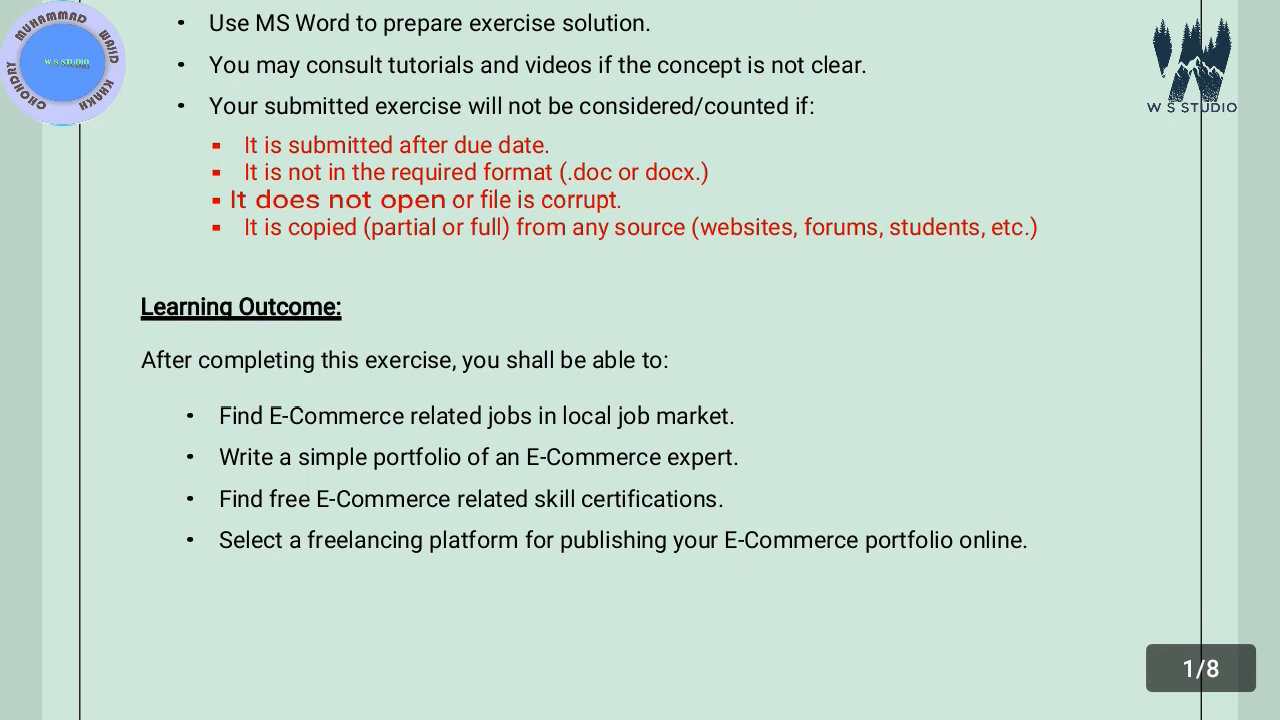 • Use MS Word to prepare exercise solution.
• You may consult tutorials and videos if the concept is not clear.
• Your submitted exercise will not be considered/counted if:
▪ It is submitted after due date.
▪ It is not in the required format (.doc or docx.)
▪ It does not open or file is corrupt.
▪ It is copied (partial or full) from any source (websites, forums, students, etc.)
Learning Outcome:
After completing this exercise, you shall be able to:
• Find E-Commerce related jobs in local job market.
• Write a simple portfolio of an E-Commerce expert.
• Find free E-Commerce related skill certifications.
• Select a freelancing platform for publishing your E-Commerce portfolio online.
MUHAMMAD WAJID
W S STUDIO
CHOHDRY
W S STUDIO
1/8